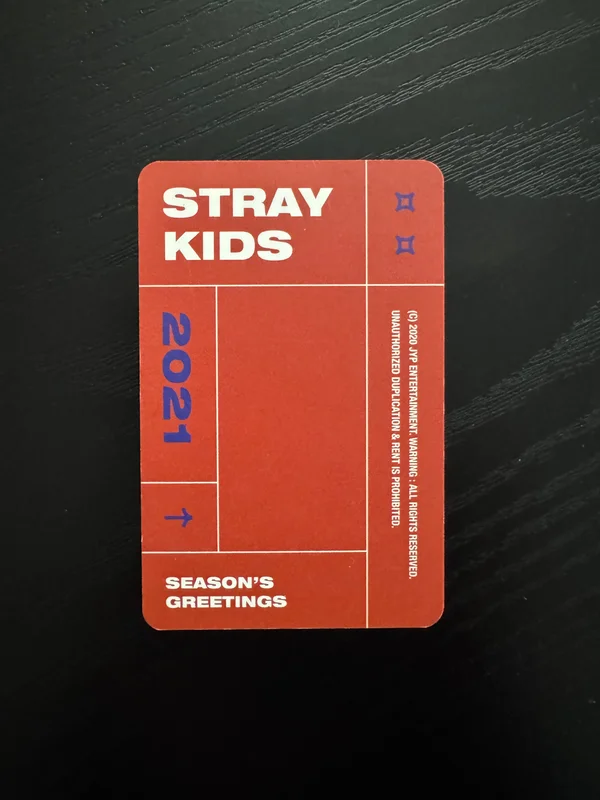 STRAY
KIDS
2021
(C) 2020 JYP ENTERTAINMENT. WARNING : ALL RIGHTS RESERVED.
UNAUTHORIZED DUPLICATION & RENT IS PROHIBITED.
SEASON'S
GREETINGS